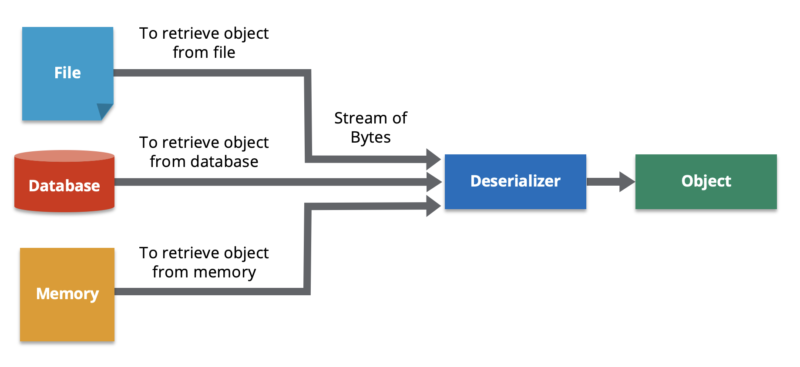 To retrieve object
from file
File
Stream of
Bytes
To retrieve object
from database
Database
Deserializer
Object
To retrieve object
from memory
Memory